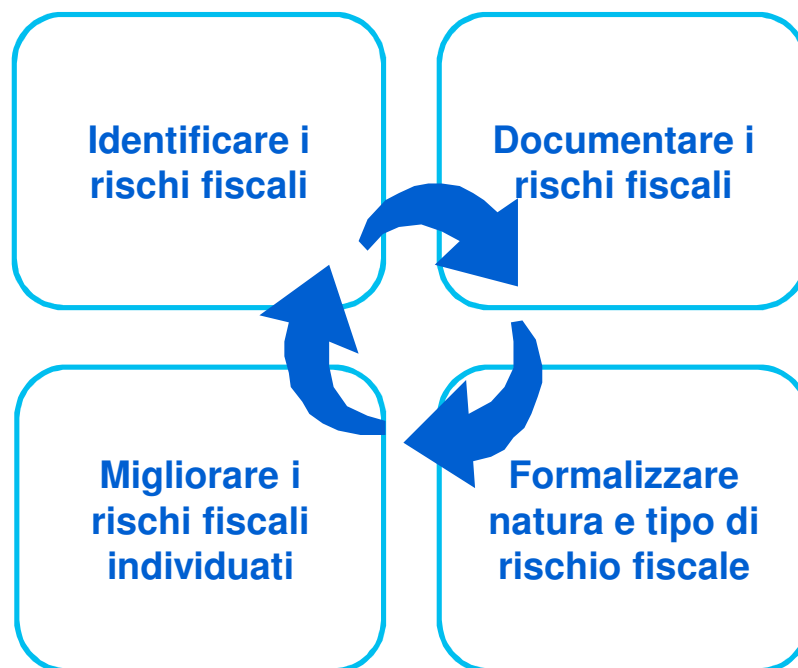 Identificare i
rischi fiscali
Documentare i
rischi fiscali
Migliorare i
rischi fiscali
individuati
Formalizzare
natura e tipo di
rischio fiscale